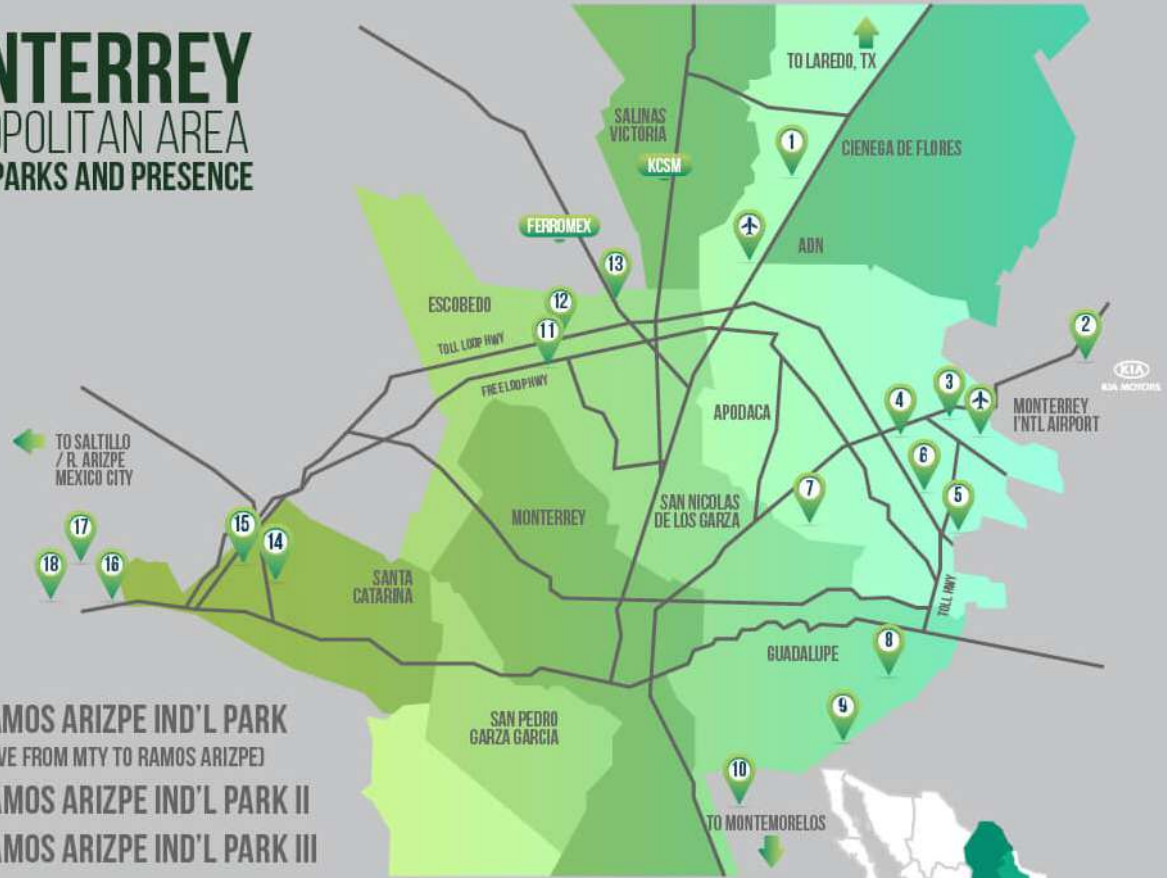 NTERREY
OPOLITAN AREA
PARKS AND PRESENCE
TO LAREDO, TX
SALINAS
VICTORIA
KCSM
1
CIENEGA DE FLORES
FERROMEX
ADN
13
ESCOBEDO
12
11
TOLL LOOP HWY
FREE LOOP HWY
2
KIA
KIA MOTORS
3
4
MONTERREY
I'NTL AIRPORT
APODACA
TO SALTILLO
/ R. ARIZPE
MEXICO CITY
6
5
7
SAN NICOLAS
DE LOS GARZA
MONTERREY
17
15
14
18
16
SANTA
CATARINA
TOLL HWY
8
GUADALUPE
9
SAN PEDRO
GARZA GARCIA
10
TO MONTEMORELOS
AMOS ARIZPE IND'L PARK
VE FROM MTY TO RAMOS ARIZPE)
AMOS ARIZPE IND'L PARK II
AMOS ARIZPE IND'L PARK III